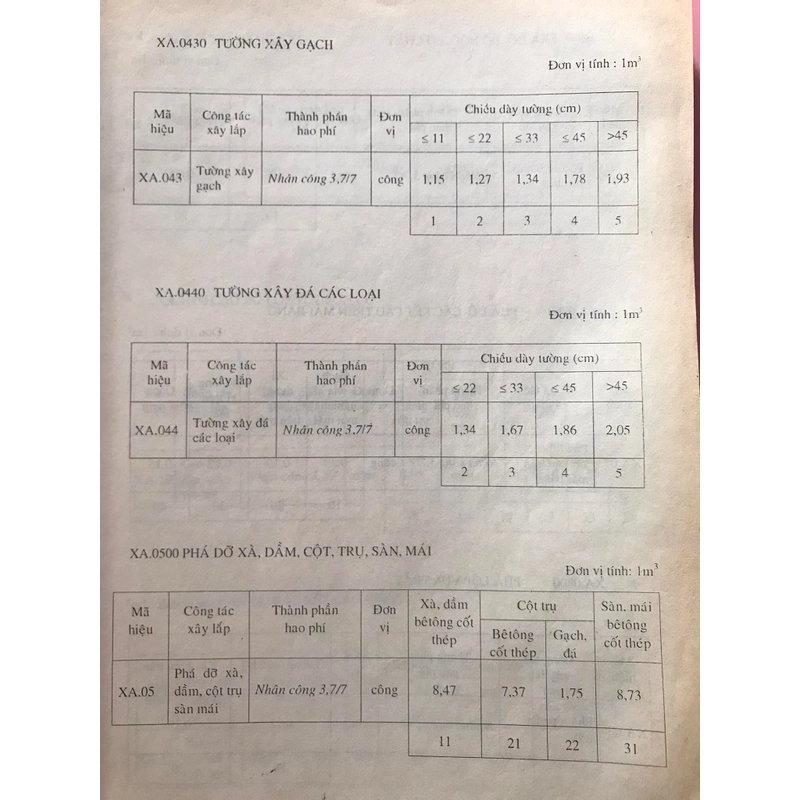 XA.0430 TƯỜNG XÂY GẠCH
Đơn vị tính : 1m³
Mã hiệu | Công tác xây lắp | Thành phần hao phí | Đơn vị | Chiều dày tường (cm)
≤ 11 | ≤ 22 | ≤ 33 | ≤ 45 | >45
XA.043 | Tường xây gạch | Nhân công 3,7/7 | công | 1,15 | 1,27 | 1,34 | 1,78 | 1,93
1 | 2 | 3 | 4 | 5
XA.0440 TƯỜNG XÂY ĐÁ CÁC LOẠI
Đơn vị tính : 1m³
Mã hiệu | Công tác xây lắp | Thành phần hao phí | Đơn vị | Chiều dày tường (cm)
≤ 22 | ≤ 33 | ≤ 45 | >45
XA.044 | Tường xây đá các loại | Nhân công 3,7/7 | công | 1,34 | 1,67 | 1,86 | 2,05
2 | 3 | 4 | 5
XA.0500 PHÁ DỠ XÀ, DẦM, CỘT, TRỤ, SÀN, MÁI
Đơn vị tính: 1m³
Mã hiệu | Công tác xây lắp | Thành phần hao phí | Đơn vị | Xà, dầm bêtông cốt thép | Cột trụ | Sàn, mái bêtông cốt thép
Bêtông cốt thép | Gạch, đá
XA.05 | Phá dỡ xà, dầm, cột trụ sàn mái | Nhân công 3,7/7 | công | 8,47 | 7,37 | 1,75 | 8,73
11 | 21 | 22 | 31